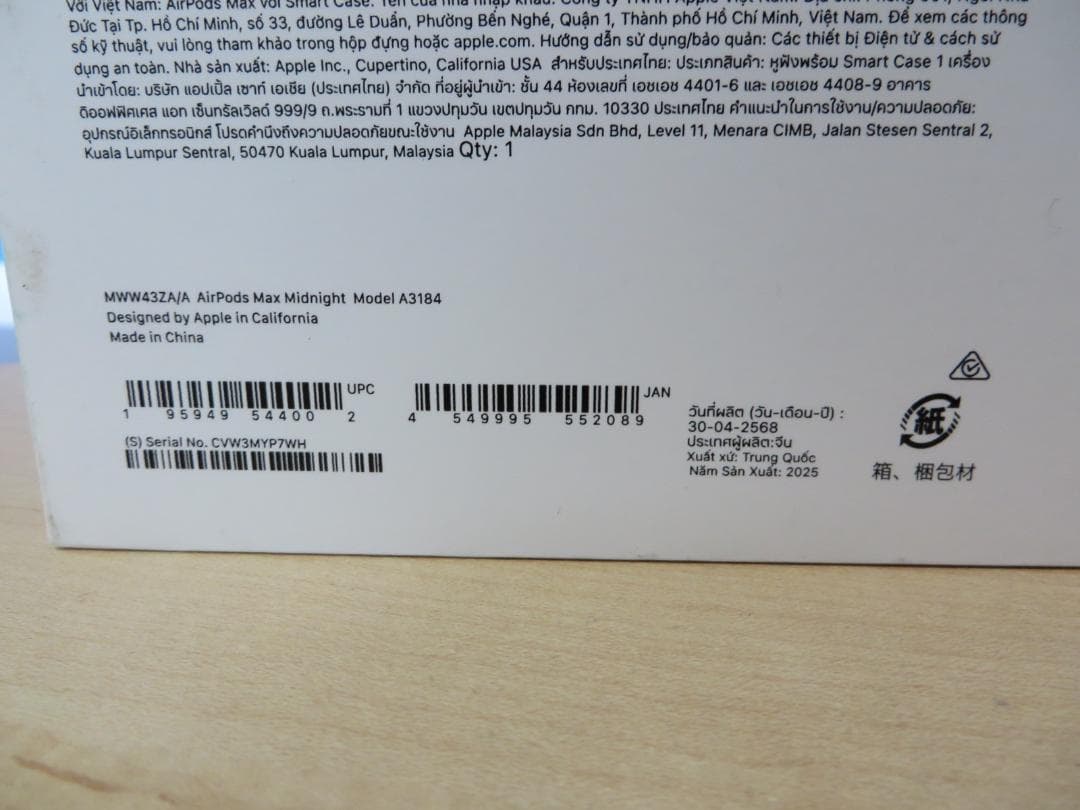 với Việt Nam: AirPods Max với Smart Case. Tên của nhà nhập khẩu: Công ty TNHH Apple Việt Nam.
Đức Tại Tp. Hồ Chí Minh, số 33, đường Lê Duẩn, Phường Bến Nghé, Quận 1, Thành phố Hồ Chí Minh, Việt Nam. Để xem các thông
số kỹ thuật, vui lòng tham khảo trong hộp đựng hoặc apple.com. Hướng dẫn sử dụng/bảo quản: Các thiết bị Điện tử & cách sử
dụng an toàn. Nhà sản xuất: Apple Inc., Cupertino, California USA สำหรับประเทศไทย: ประเภทสินค้า: หูฟังพร้อม Smart Case 1 เครื่อง
นำเข้าโดย: บริษัท แอปเปิ้ล เซาท์ เอเชีย (ประเทศไทย) จำกัด ที่อยู่ผู้นำเข้า: ชั้น 44 ห้องเลขที่ เอชเอช 4401-6 และ เอชเอช 4408-9 อาคาร
ดิออฟฟิศเศส แอท เซ็นทรัลเวิลด์ 999/9 ถ.พระรามที่ 1 แขวงปทุมวัน เขตปทุมวัน กทม. 10330 ประเทศไทย คำแนะนำในการใช้งาน/ความปลอดภัย:
อุปกรณ์อิเล็กทรอนิกส์ โปรดคำนึงถึงความปลอดภัยขณะใช้งาน Apple Malaysia Sdn Bhd, Level 11, Menara CIMB, Jalan Stesen Sentral 2,
Kuala Lumpur Sentral, 50470 Kuala Lumpur, Malaysia Qty: 1
MWW43ZA/A AirPods Max Midnight Model A3184
Designed by Apple in California
Made in China
UPC
1 95949 54400 2
JAN
4 549995 552089
(S) Serial No. CVW3MYP7WH
วันที่ผลิต (วัน-เดือน-ปี) :
30-04-2568
ประเทศผู้ผลิต:จีน
Xuất xứ: Trung Quốc
Năm Sản Xuất: 2025
紙
箱、梱包材